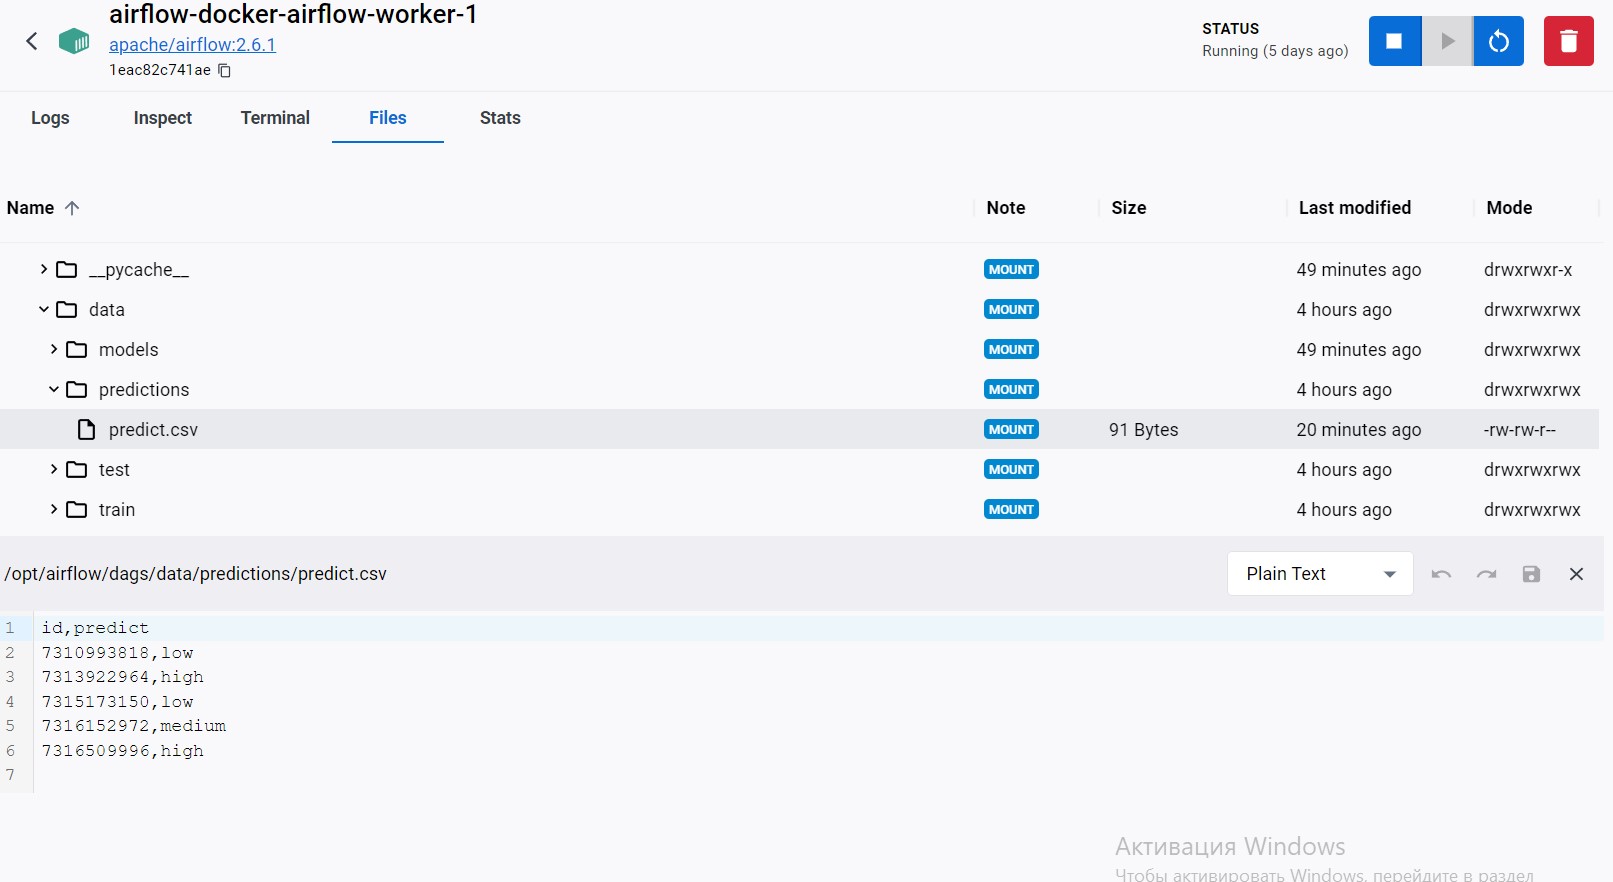 airflow-docker-airflow-worker-1
apache/airflow:2.6.1
1eac82c741ae
STATUS
Running (5 days ago)
Logs Inspect Terminal Files Stats
Name Note Size Last modified Mode
__pycache__ MOUNT 49 minutes ago drwxrwxr-x
data MOUNT 4 hours ago drwxrwxrwx
models MOUNT 49 minutes ago drwxrwxrwx
predictions MOUNT 4 hours ago drwxrwxrwx
predict.csv MOUNT 91 Bytes 20 minutes ago -rw-rw-r--
test MOUNT 4 hours ago drwxrwxrwx
train MOUNT 4 hours ago drwxrwxrwx
/opt/airflow/dags/data/predictions/predict.csv Plain Text
1 id,predict
2 7310993818,low
3 7313922964,high
4 7315173150,low
5 7316152972,medium
6 7316509996,high
7
Активация Windows
Чтобы активировать Windows, перейдите в раздел